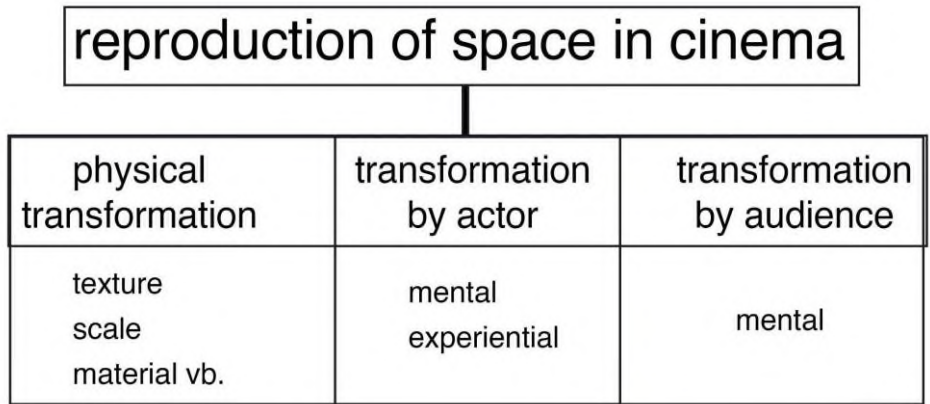 reproduction of space in cinema
physical
transformation
transformation
by actor
transformation
by audience
texture
scale
material vb.
mental
experiential
mental